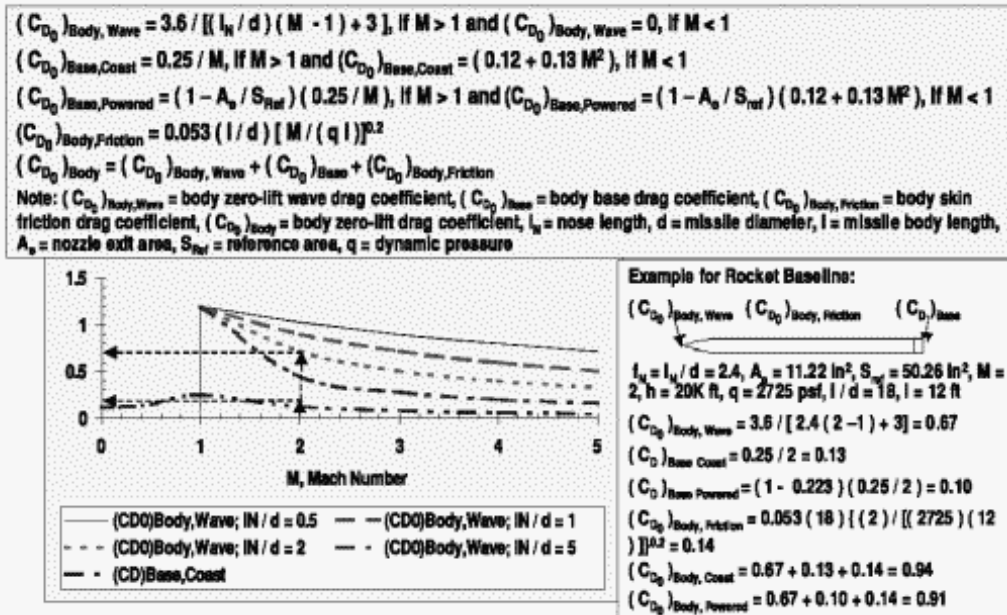 ( C_D0 )Body, Wave = 3.6 / [( l_N / d ) ( M - 1 ) + 3 ], if M > 1 and ( C_D0 )Body, Wave = 0, if M < 1
( C_D0 )Base,Coast = 0.25 / M, if M > 1 and (C_D0 )Base,Coast = ( 0.12 + 0.13 M² ), if M < 1
( C_D0 )Base,Powered = ( 1 – A_e / S_Ref ) ( 0.25 / M ), if M > 1 and (C_D0 )Base,Powered = ( 1 – A_e / S_ref ) ( 0.12 + 0.13 M² ), if M < 1
(C_D0 )Body,Friction = 0.053 ( l / d ) [ M / ( q l )]^0.2
( C_D0 )Body = ( C_D0 )Body, Wave + ( C_D0 )Base + (C_D0 )Body,Friction
Note: ( C_D0 )Body,Wave = body zero-lift wave drag coefficient, ( C_D0 )Base = body base drag coefficient, ( C_D0 )Body, Friction = body skin
friction drag coefficient, ( C_D0 )Body = body zero-lift drag coefficient, l_N = nose length, d = missile diameter, l = missile body length,
A_e = nozzle exit area, S_Ref = reference area, q = dynamic pressure
1.5
1
0.5
0
0 1 2 3 4 5
M, Mach Number
(CD0)Body,Wave; lN / d = 0.5
(CD0)Body,Wave; lN / d = 1
(CD0)Body,Wave; lN / d = 2
(CD0)Body,Wave; lN / d = 5
(CD)Base,Coast
Example for Rocket Baseline:
( C_D0 )Body, Wave ( C_D0 )Body, Friction ( C_D )Base
f_N = l_N / d = 2.4, A_e = 11.22 in², S_ref = 50.26 in², M =
2, h = 20K ft, q = 2725 psf, l / d = 18, l = 12 ft
( C_D0 )Body, Wave = 3.6 / [ 2.4 ( 2 –1 ) + 3] = 0.67
( C_D )Base Coast = 0.25 / 2 = 0.13
( C_D )Base Powered = ( 1 - 0.223 ) ( 0.25 / 2 ) = 0.10
( C_D0 )Body, Friction = 0.053 ( 18 ) { ( 2 ) / [( 2725 ) ( 12
) ]}^0.2 = 0.14
( C_D0 )Body, Coast = 0.67 + 0.13 + 0.14 = 0.94
( C_D0 )Body, Powered = 0.67 + 0.10 + 0.14 = 0.91